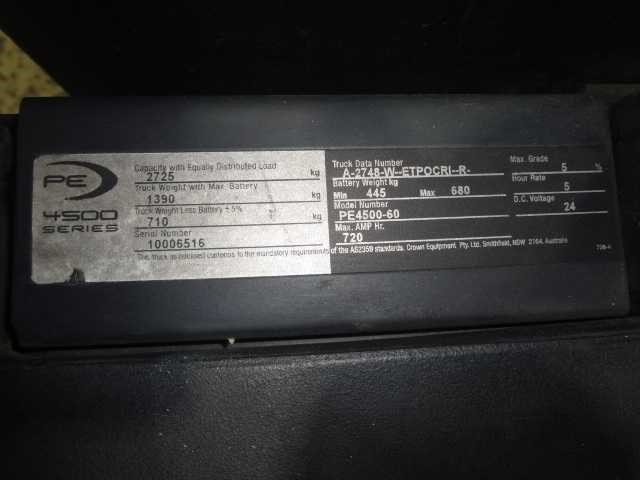 PE
4500
SERIES
Capacity with Equally Distributed Load
2725 kg
Truck Weight with Max. Battery
1390 kg
Truck Weight Less Battery ± 5%
710 kg
Serial Number
10006516
Truck Data Number
A-2748-W--ETPOCRI--R-
Battery Weight kg
Min 445 Max 680
Model Number
PE4500-60
Max. AMP Hr.
720
Max. Grade
5 %
Hour Rate
5
D.C. Voltage
24
This truck as released conforms to the mandatory requirements of the AS2359 standards. Crown Equipment. Pty. Ltd. Smithfield, NSW 2164, Australia